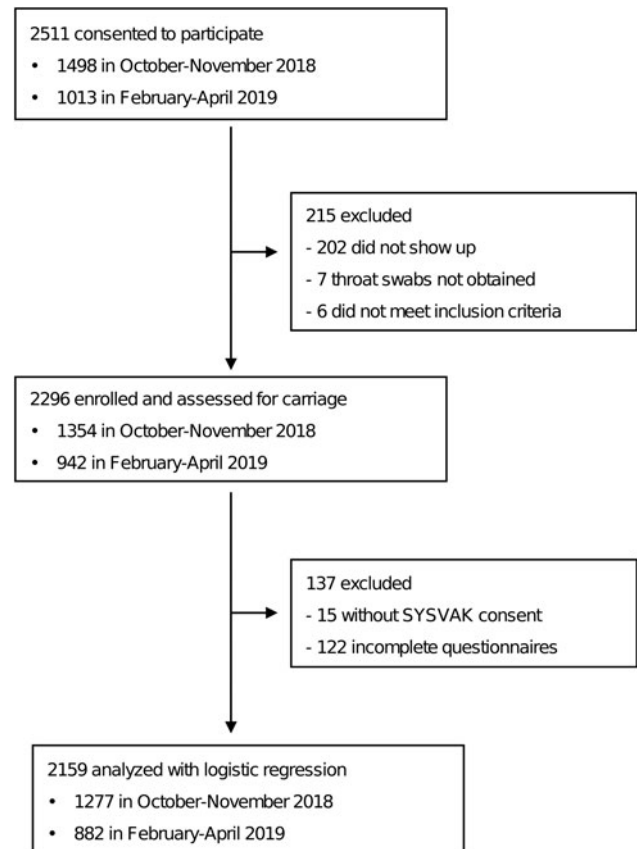 2511 consented to participate
• 1498 in October-November 2018
• 1013 in February-April 2019
215 excluded
- 202 did not show up
- 7 throat swabs not obtained
- 6 did not meet inclusion criteria
2296 enrolled and assessed for carriage
• 1354 in October-November 2018
• 942 in February-April 2019
137 excluded
- 15 without SYSVAK consent
- 122 incomplete questionnaires
2159 analyzed with logistic regression
• 1277 in October-November 2018
• 882 in February-April 2019